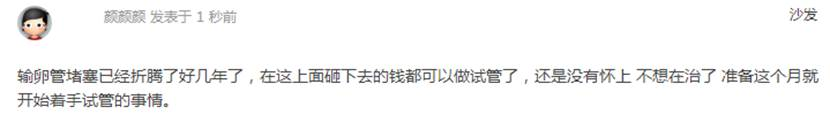 颜颜颜 发表于 1 秒前
沙发
输卵管堵塞已经折腾了好几年了，在这上面砸下去的钱都可以做试管了，还是没有怀上 不想在治了 准备这个月就
开始着手试管的事情。